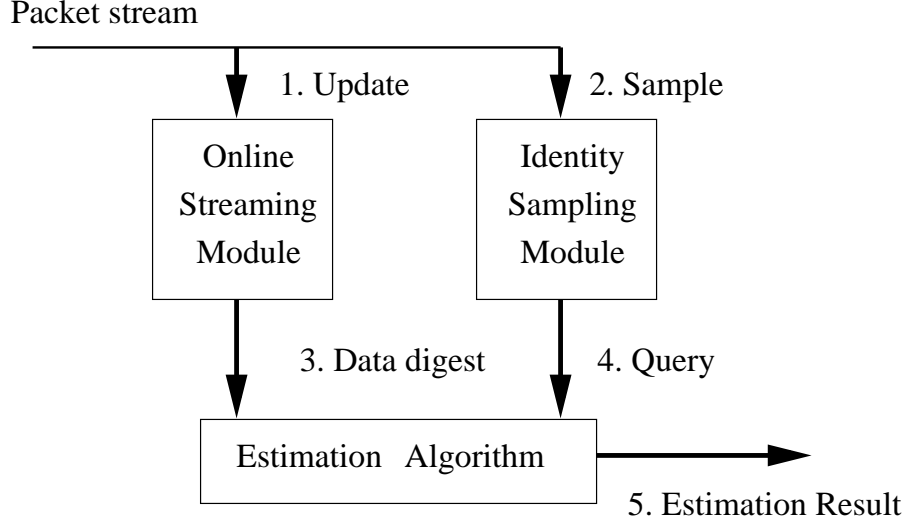 Packet stream
1. Update
2. Sample
Online
Streaming
Module
Identity
Sampling
Module
3. Data digest
4. Query
Estimation Algorithm
5. Estimation Result